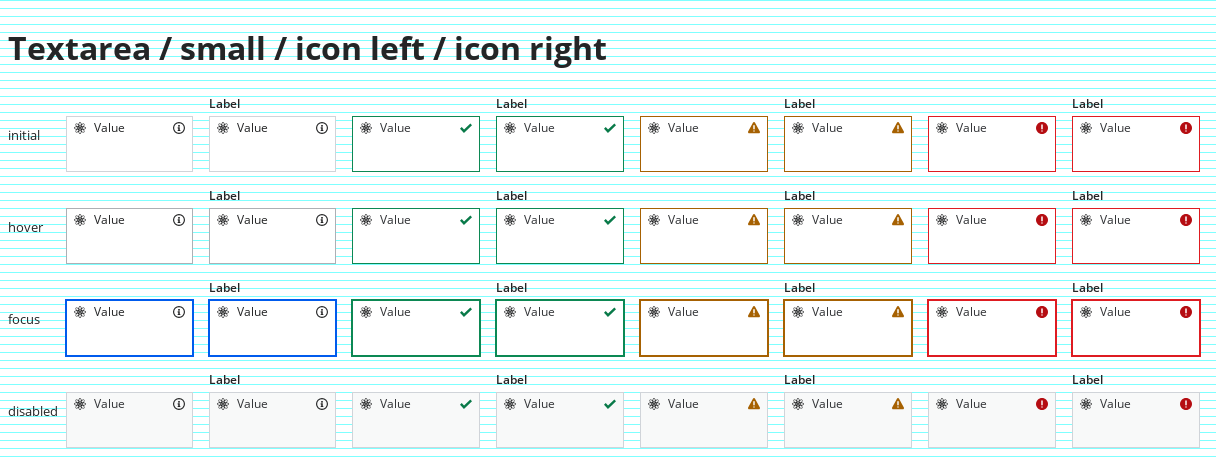 Textarea / small / icon left / icon right
Label Label Label Label
initial Value Value Value Value Value Value Value Value
Label Label Label Label
hover Value Value Value Value Value Value Value Value
Label Label Label Label
focus Value Value Value Value Value Value Value Value
Label Label Label Label
disabled Value Value Value Value Value Value Value Value